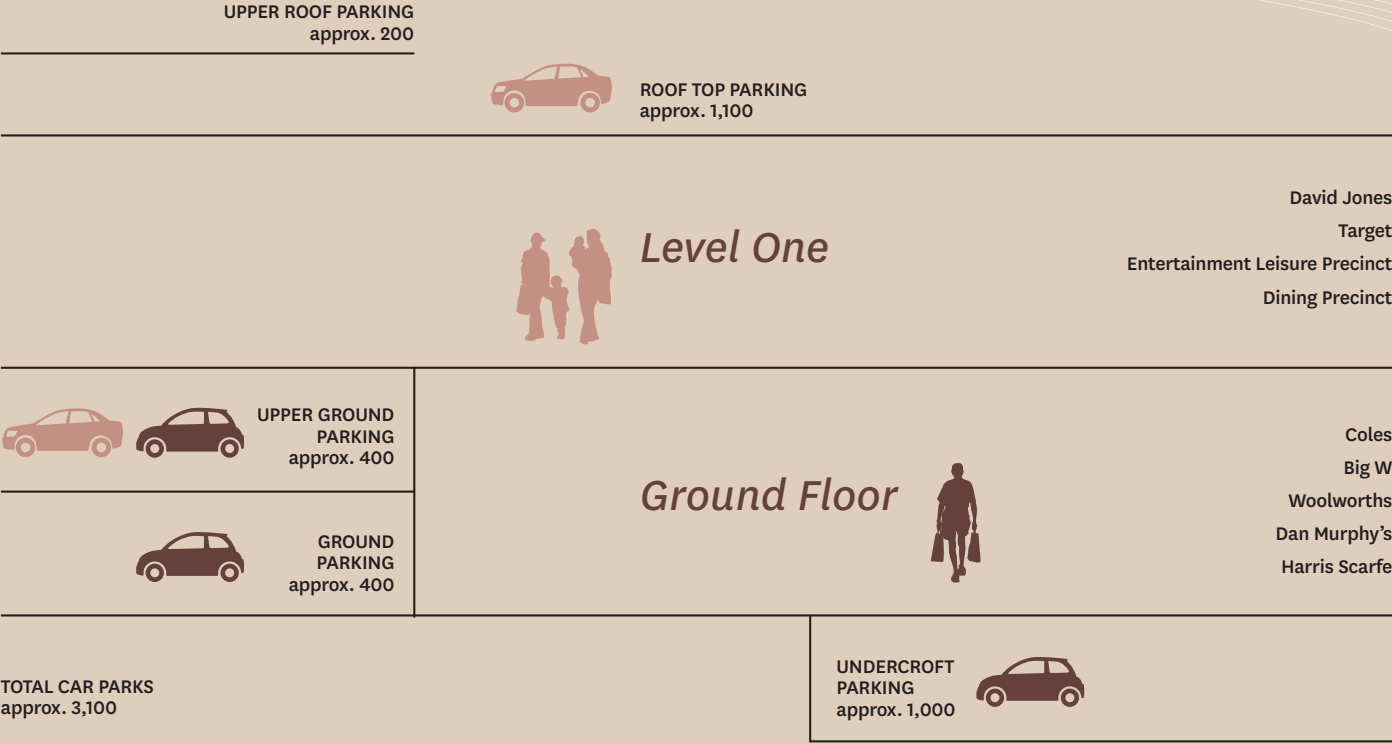 UPPER ROOF PARKING
approx. 200
ROOF TOP PARKING
approx. 1,100
Level One
David Jones
Target
Entertainment Leisure Precinct
Dining Precinct
UPPER GROUND
PARKING
approx. 400
GROUND
PARKING
approx. 400
Ground Floor
Coles
Big W
Woolworths
Dan Murphy’s
Harris Scarfe
TOTAL CAR PARKS
approx. 3,100
UNDERCROFT
PARKING
approx. 1,000